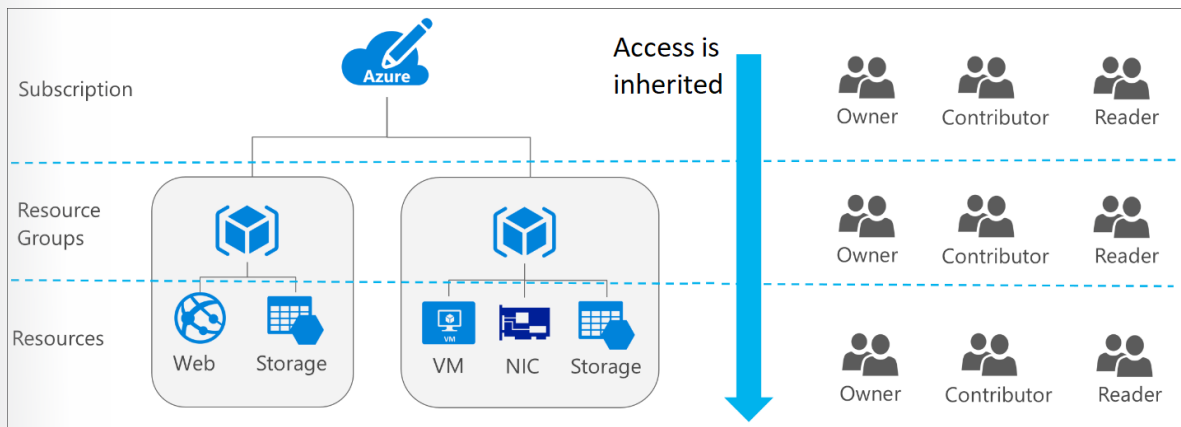 Azure
Access is
inherited
Subscription
Owner
Contributor
Reader
Resource
Groups
Owner
Contributor
Reader
Resources
Web
Storage
VM
VM
NIC
Storage
Owner
Contributor
Reader